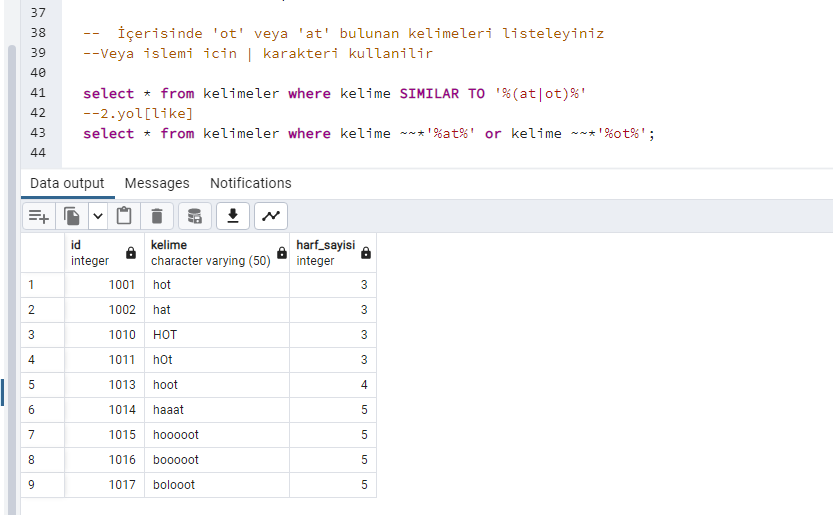 37
38 --  İçerisinde 'ot' veya 'at' bulunan kelimeleri listeleyiniz
39 --Veya islemi icin | karakteri kullanilir
40
41 select * from kelimeler where kelime SIMILAR TO '%(at|ot)%'
42 --2.yol[like]
43 select * from kelimeler where kelime ~~*'%at%' or kelime ~~*'%ot%';
44
Data output Messages Notifications
id kelime harf_sayisi
integer character varying (50) integer
1 1001 hot 3
2 1002 hat 3
3 1010 HOT 3
4 1011 hOt 3
5 1013 hoot 4
6 1014 haaat 5
7 1015 hooooot 5
8 1016 booooot 5
9 1017 bolooot 5